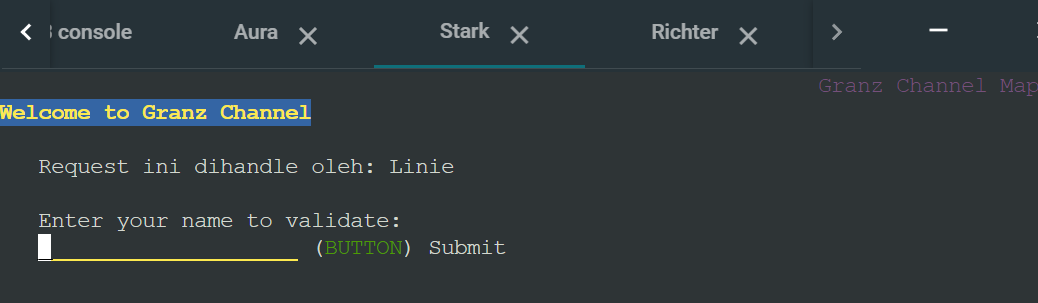 console Aura Stark Richter
Granz Channel Map
Welcome to Granz Channel
Request ini dihandle oleh: Linie
Enter your name to validate:
(BUTTON) Submit